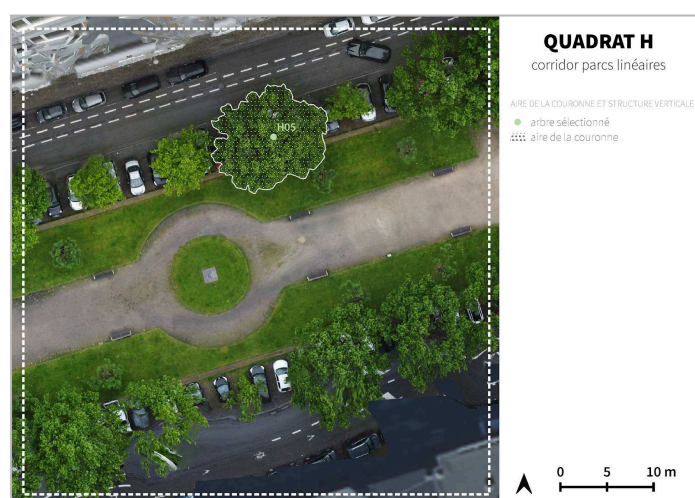 QUADRAT H
corridor parcs linéaires
AIRE DE LA COURONNE ET STRUCTURE VERTICALE
arbre sélectionné
aire de la couronne
H05
0 5 10 m